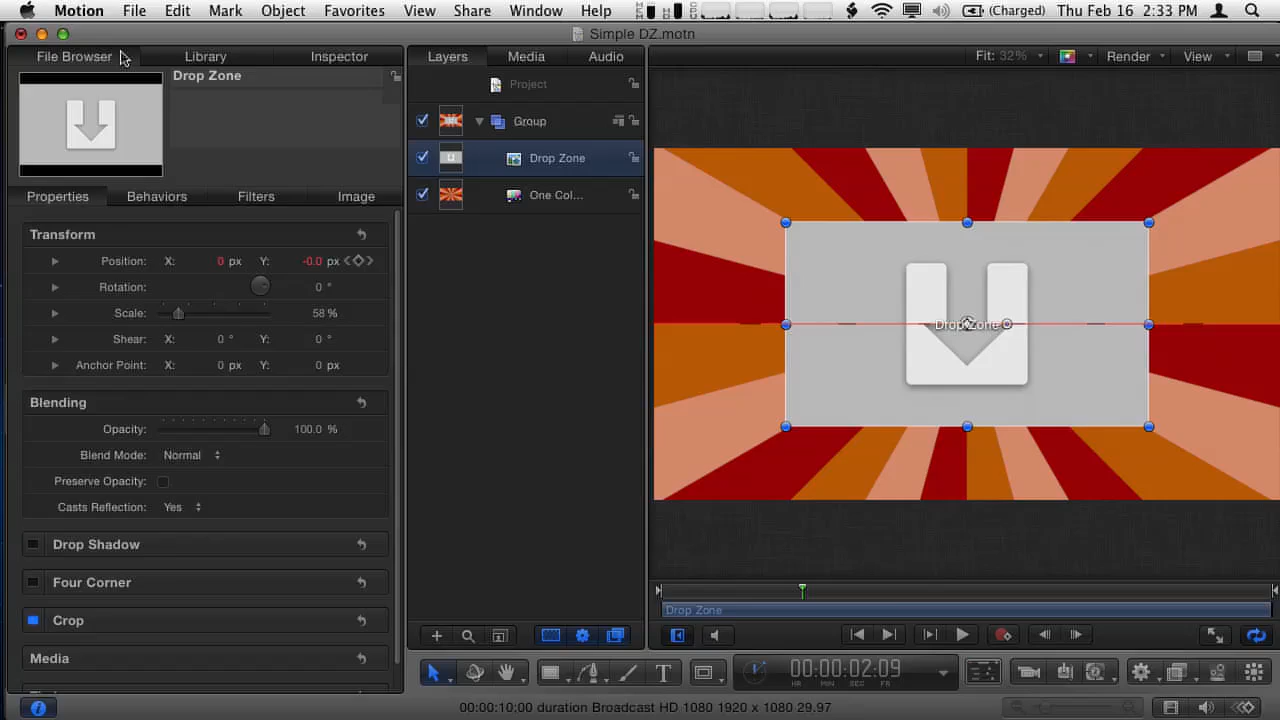 Motion File Edit Mark Object Favorites View Share Window Help (Charged) Thu Feb 16 2:33 PM
Simple DZ.motn
File Browser Library Inspector Layers Media Audio Fit: 32% Render View
Drop Zone
Project
Group
Drop Zone
One Col...
Properties Behaviors Filters Image
Transform
Position: X: 0 px Y: -0.0 px
Rotation: 0 °
Scale: 58 %
Shear: X: 0 ° Y: 0 °
Anchor Point: X: 0 px Y: 0 px
Blending
Opacity: 100.0 %
Blend Mode: Normal
Preserve Opacity:
Casts Reflection: Yes
Drop Shadow
Four Corner
Crop
Media
Drop Zone
Drop Zone
00:00:02:09
HR MIN SEC FR
00:00:10;00 duration Broadcast HD 1080 1920 x 1080 29.97